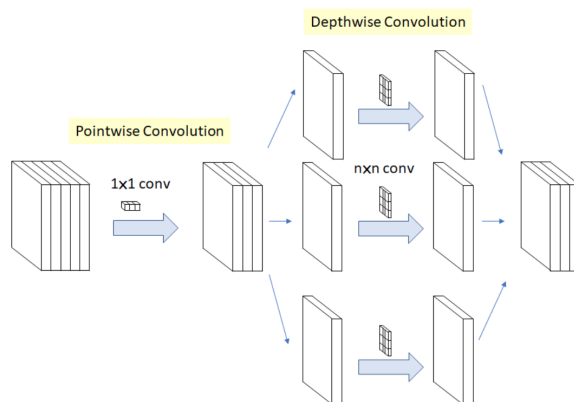 Depthwise Convolution
Pointwise Convolution
1x1 conv
nxn conv